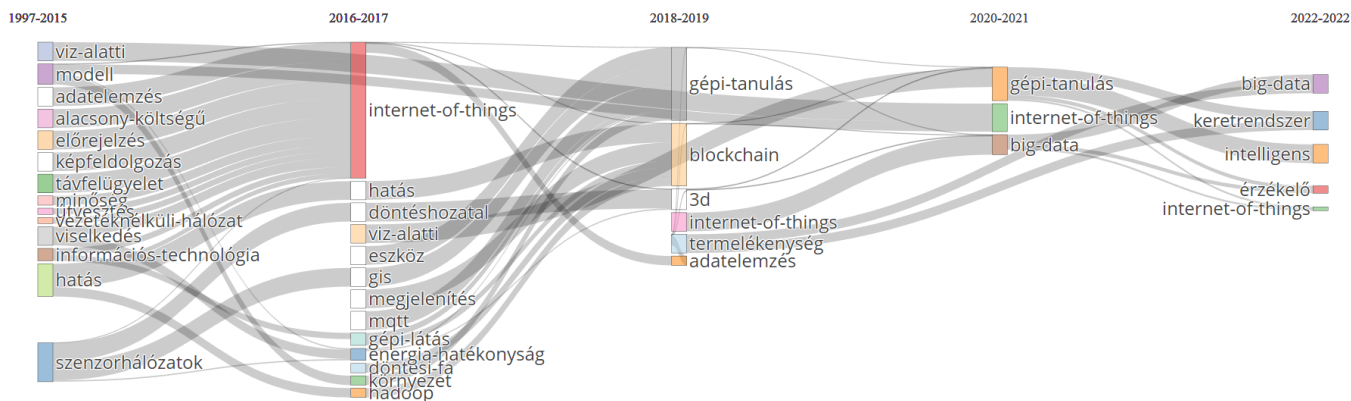 1997-2015
2016-2017
2018-2019
2020-2021
2022-2022
viz-alatti
modell
adatelemzés
alacsony-költségű
előrejelzés
képfeldolgozás
távfelügyelet
minőség
útvesztés
vezetéknélküli-hálózat
viselkedés
információs-technológia
hatás
szenzorhálózatok
internet-of-things
hatás
döntéshozatal
viz-alatti
eszköz
gis
megjelenítés
mqtt
gépi-látás
energia-hatékonyság
döntési-fa
környezet
hadoop
gépi-tanulás
blockchain
3d
internet-of-things
termelékenység
adatelemzés
gépi-tanulás
internet-of-things
big-data
big-data
keretrendszer
intelligens
érzékelő
internet-of-things